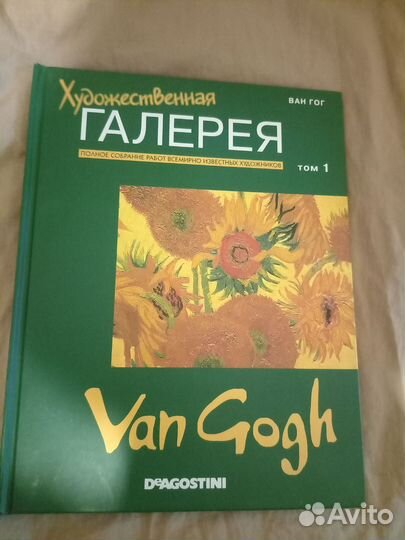 Художественная
ВАН ГОГ
ГАЛЕРЕЯ
ПОЛНОЕ СОБРАНИЕ РАБОТ ВСЕМИРНО ИЗВЕСТНЫХ ХУДОЖНИКОВ
ТОМ 1
Van Gogh
DeAGOSTINI
Avito